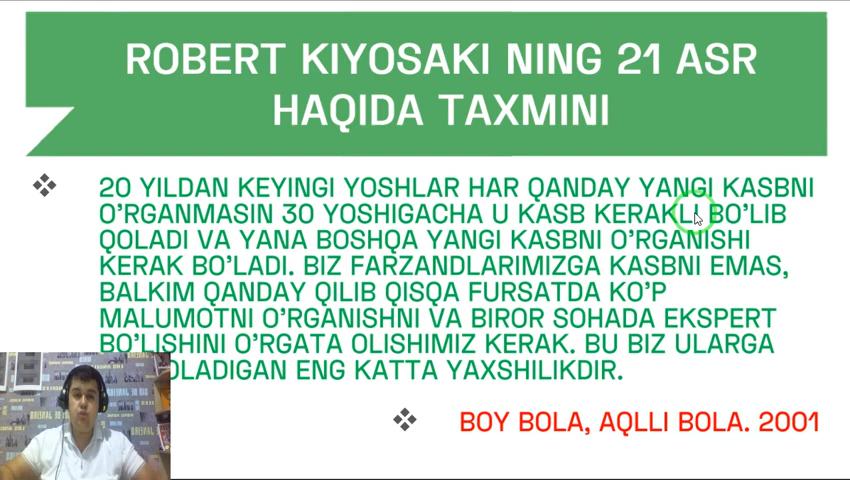 ROBERT KIYOSAKI NING 21 ASR
HAQIDA TAXMINI
20 YILDAN KEYINGI YOSHLAR HAR QANDAY YANGI KASBNI
O'RGANMASIN 30 YOSHIGACHA U KASB KERAKLI BO'LIB
QOLADI VA YANA BOSHQA YANGI KASBNI O'RGANISHI
KERAK BO'LADI. BIZ FARZANDLARIMIZGA KASBNI EMAS,
BALKIM QANDAY QILIB QISQA FURSATDA KO'P
MALUMOTNI O'RGANISHNI VA BIROR SOHADA EKSPERT
BO'LISHINI O'RGATA OLISHIMIZ KERAK. BU BIZ ULARGA
OLADIGAN ENG KATTA YAXSHILIKDIR.
BOY BOLA, AQLLI BOLA. 2001